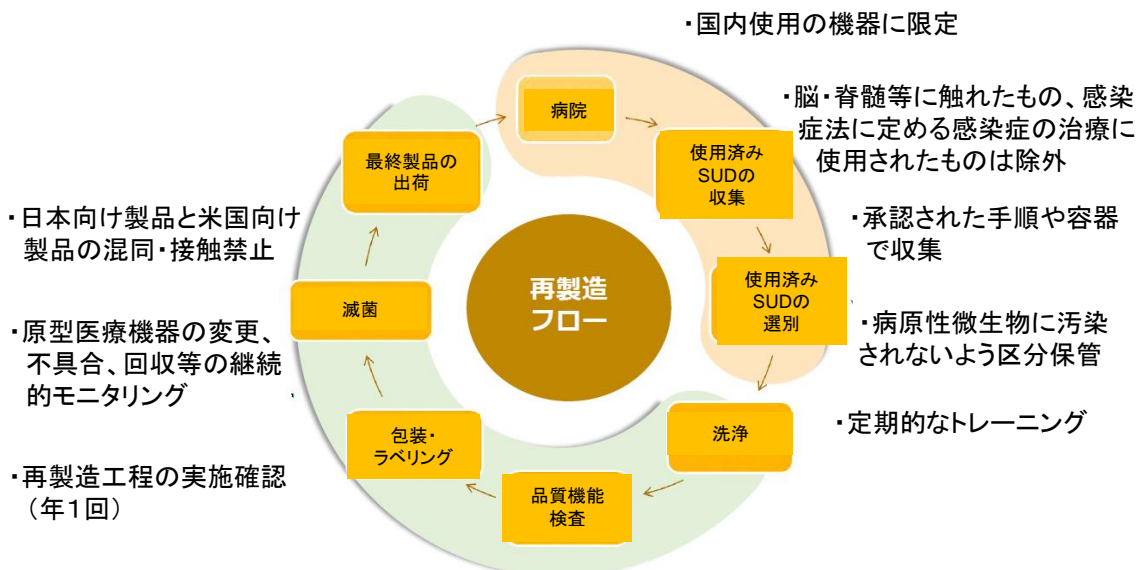 ・国内使用の機器に限定
・脳・脊髄等に触れたもの、感染
症法に定める感染症の治療に
使用されたものは除外
・承認された手順や容器
で収集
・病原性微生物に汚染
されないよう区分保管
・定期的なトレーニング
病院
使用済み
SUDの
収集
使用済み
SUDの
選別
洗浄
品質機能
検査
包装・
ラベリング
滅菌
最終製品の
出荷
再製造
フロー
・日本向け製品と米国向け
製品の混同・接触禁止
・原型医療機器の変更、
不具合、回収等の継続
的モニタリング
・再製造工程の実施確認
（年１回）